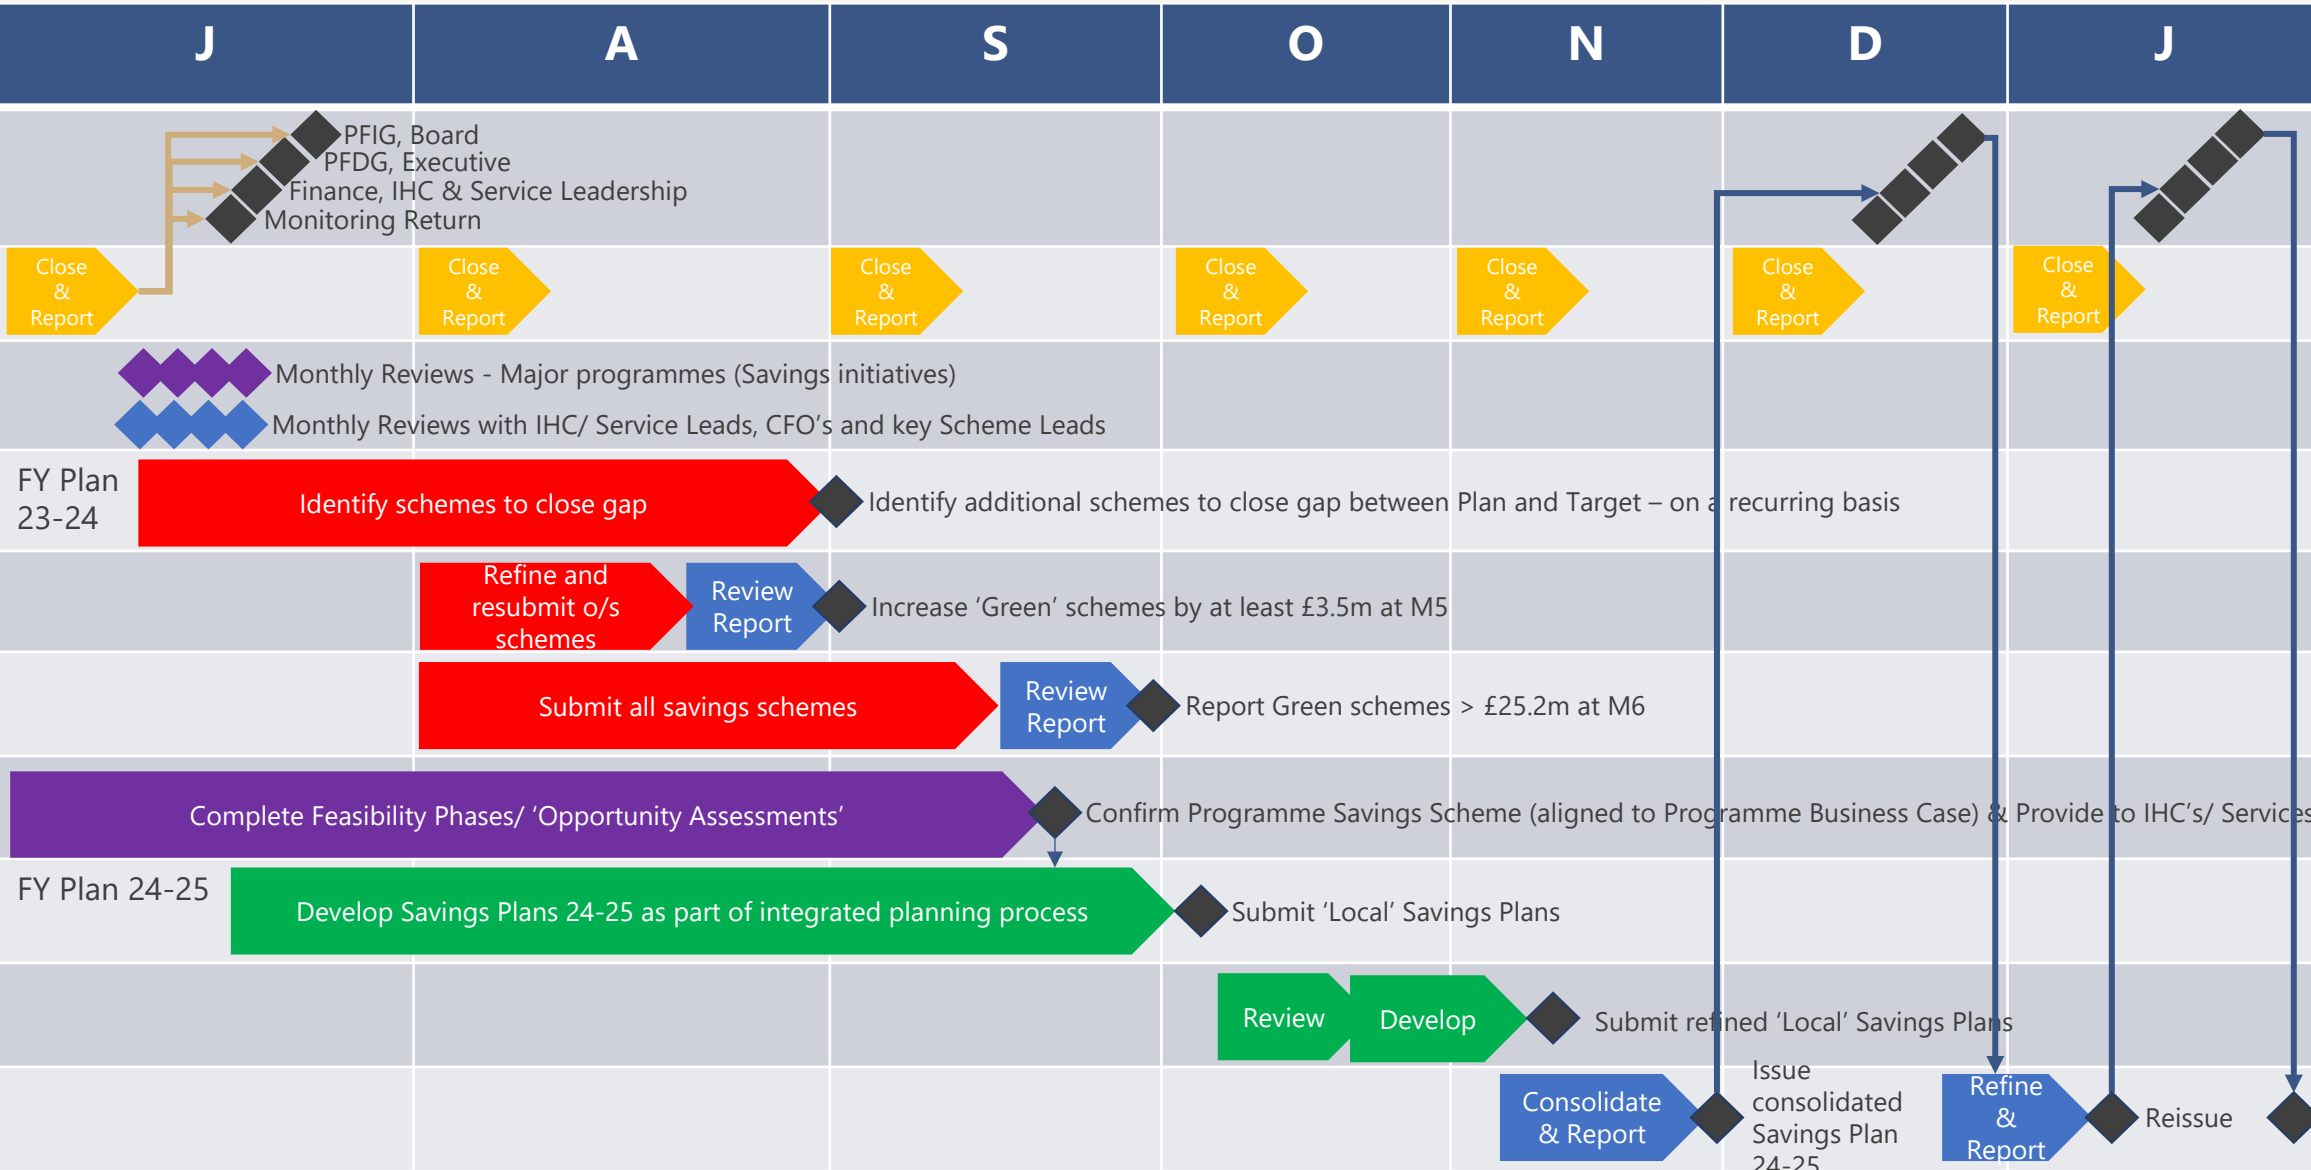 J
A
S
O
N
D
J
PFIG, Board
PFDG, Executive
Finance, IHC & Service Leadership
Monitoring Return
Close
&
Report
Close
&
Report
Close
&
Report
Close
&
Report
Close
&
Report
Close
&
Report
Close
&
Report
Monthly Reviews - Major programmes (Savings initiatives)
Monthly Reviews with IHC/ Service Leads, CFO’s and key Scheme Leads
FY Plan
23-24
Identify schemes to close gap
Identify additional schemes to close gap between Plan and Target – on a recurring basis
Refine and
resubmit o/s
schemes
Review
Report
Increase ‘Green’ schemes by at least £3.5m at M5
Submit all savings schemes
Review
Report
Report Green schemes > £25.2m at M6
Complete Feasibility Phases/ ‘Opportunity Assessments’
Confirm Programme Savings Scheme (aligned to Programme Business Case) & Provide to IHC’s/ Services
FY Plan 24-25
Develop Savings Plans 24-25 as part of integrated planning process
Submit ‘Local’ Savings Plans
Review
Develop
Submit refined ‘Local’ Savings Plans
Consolidate
& Report
Issue
consolidated
Savings Plan
24-25
Refine
&
Report
Reissue